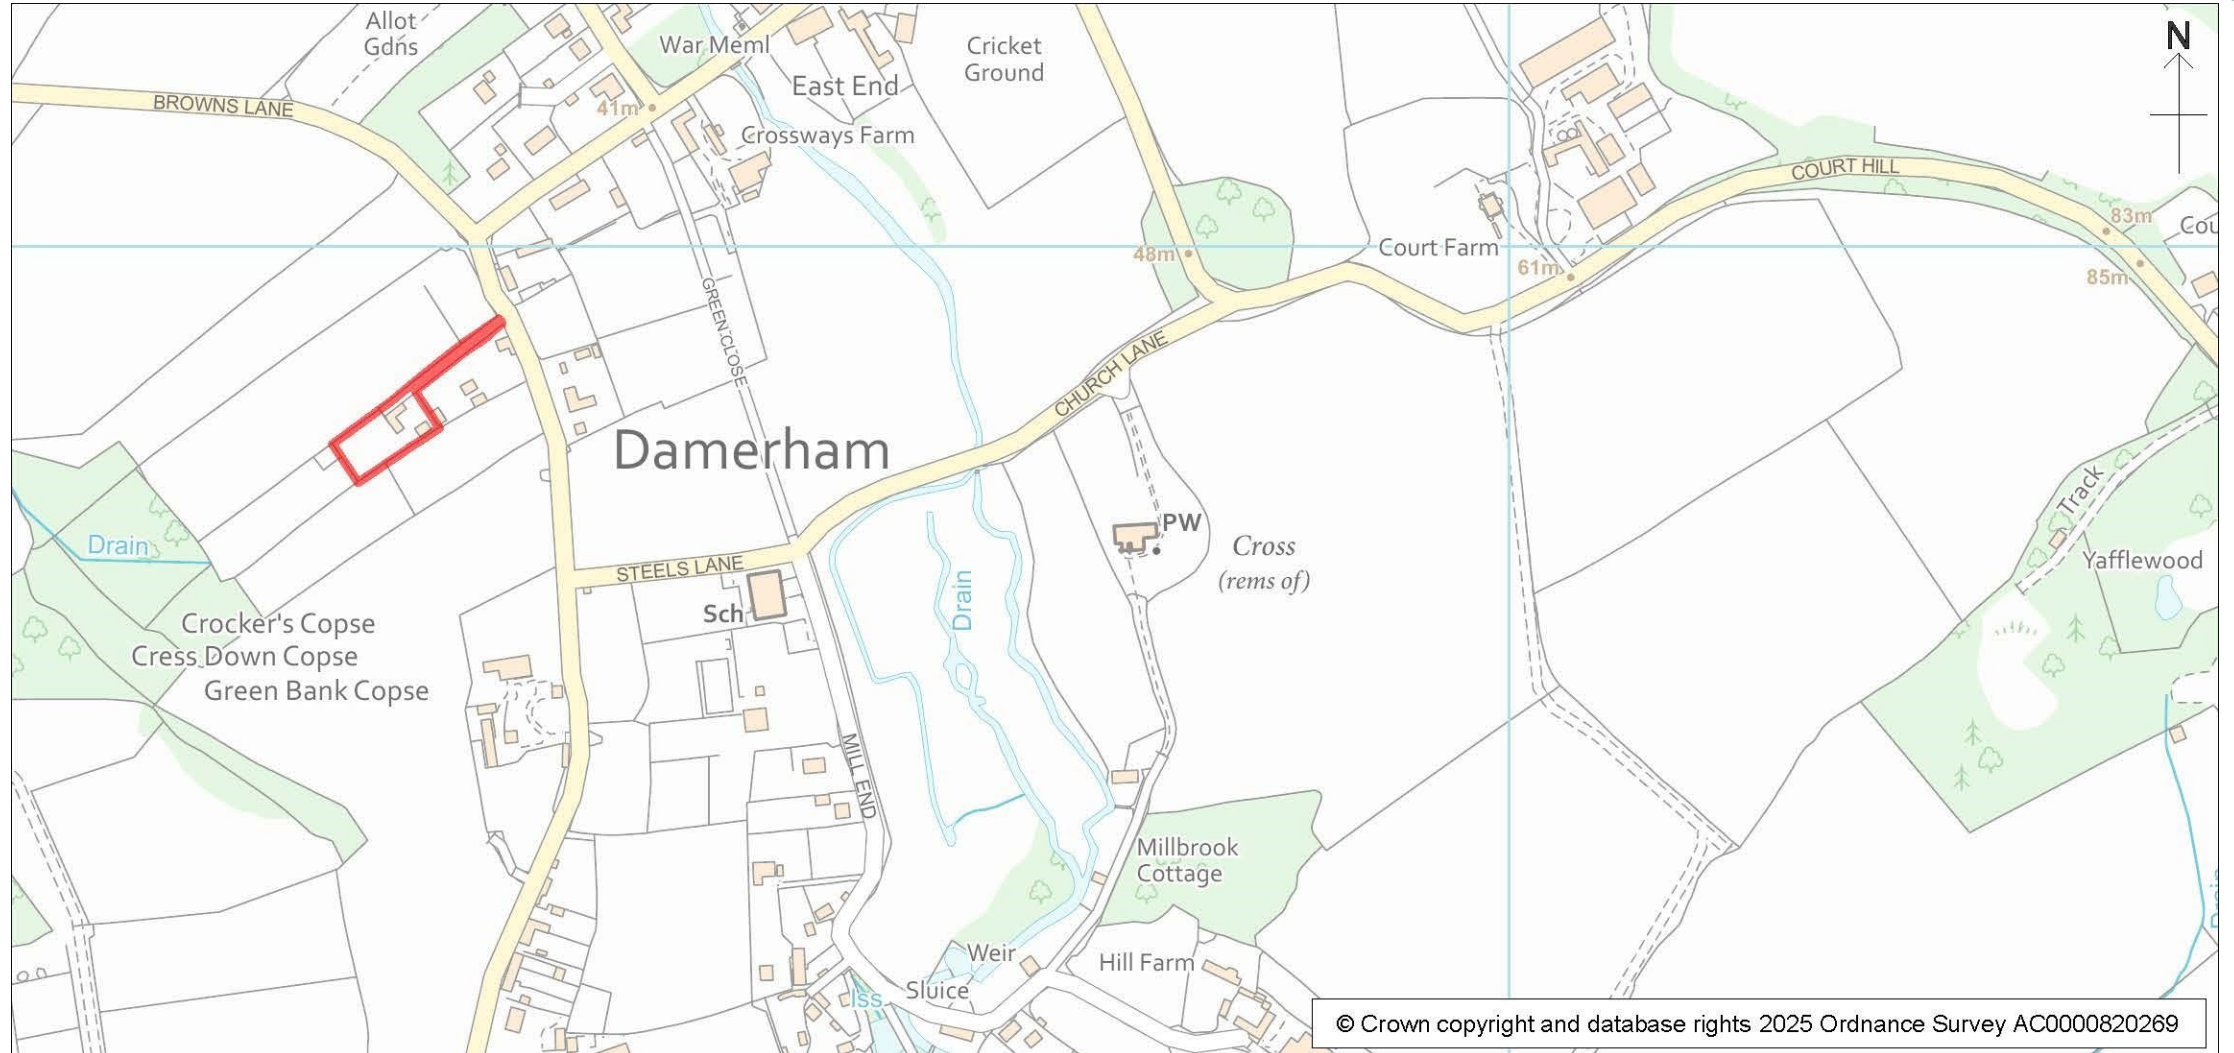 Allot
Gdns
War Meml
Cricket
Ground
N
East End
BROWNS LANE
41m
Crossways Farm
COURT HILL
83m
Cou
48m
Court Farm
61m
85m
GREEN CLOSE
CHURCH LANE
Damerham
Track
PW
Drain
Cross
(rems of)
Yafflewood
STEELS LANE
Drain
Sch
Crocker's Copse
Cress Down Copse
Green Bank Copse
MILL END
Millbrook
Cottage
Drain
Weir
Hill Farm
Sluice
Iss
© Crown copyright and database rights 2025 Ordnance Survey AC0000820269